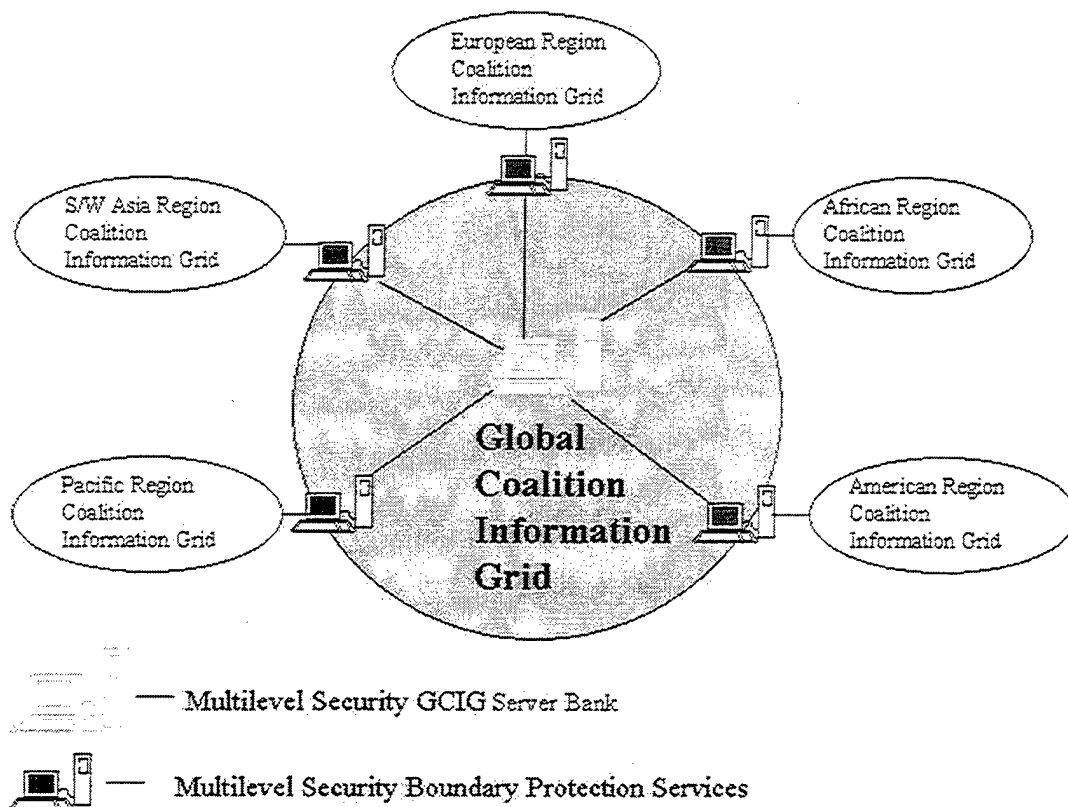 European Region
Coalition
Information Grid
S/W Asia Region
Coalition
Information Grid
African Region
Coalition
Information Grid
Global
Coalition
Information
Grid
Pacific Region
Coalition
Information Grid
American Region
Coalition
Information Grid
— Multilevel Security GCIG Server Bank
— Multilevel Security Boundary Protection Services